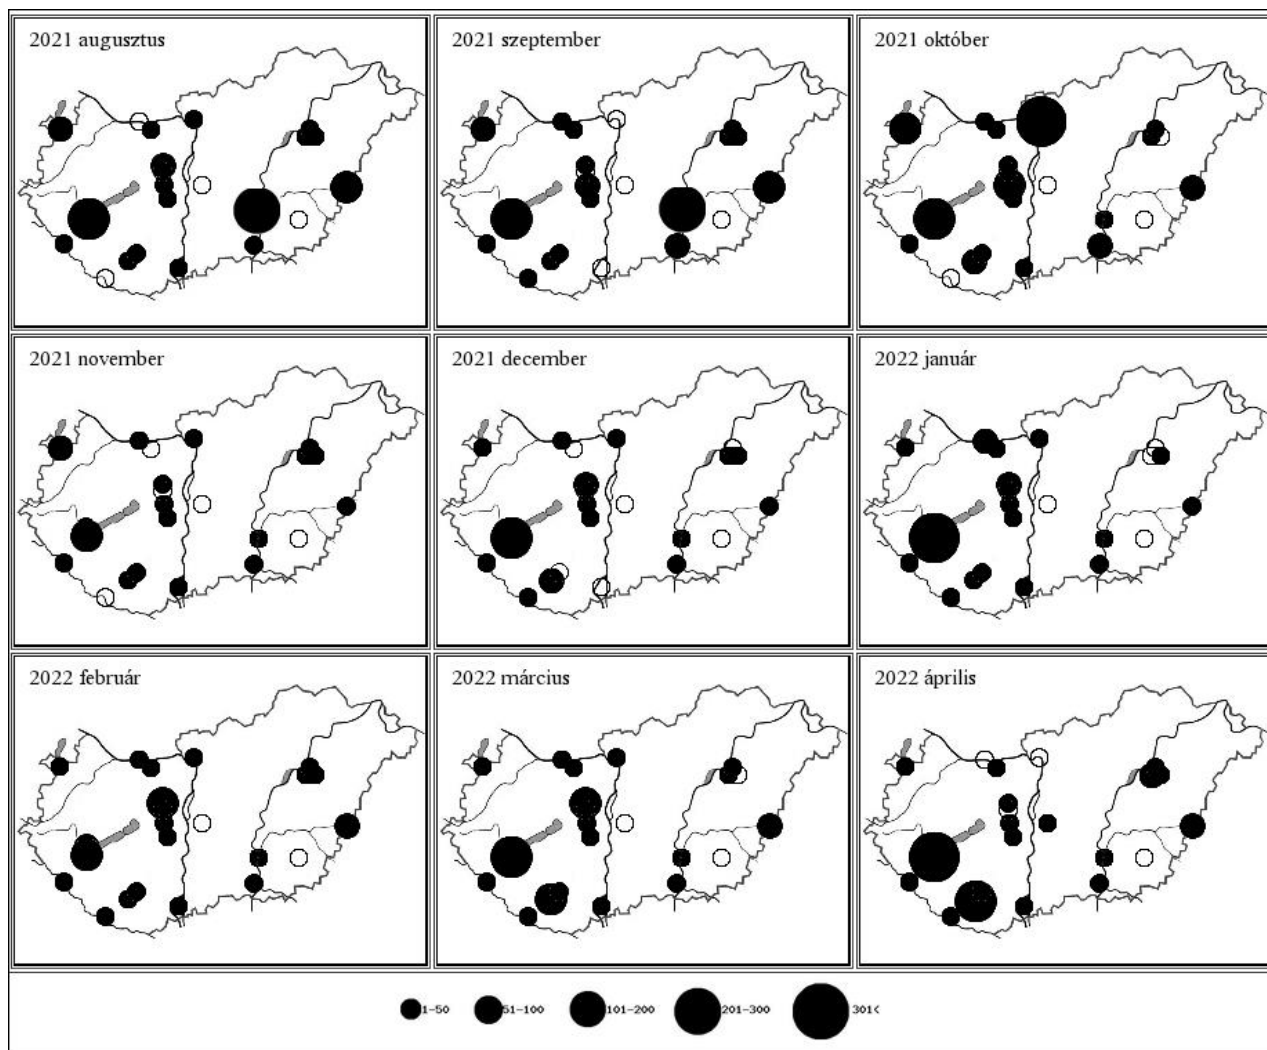 2021 augusztus
2021 szeptember
2021 október
2021 november
2021 december
2022 január
2022 február
2022 március
2022 április
1-50 51-100 101-200 201-300 301<